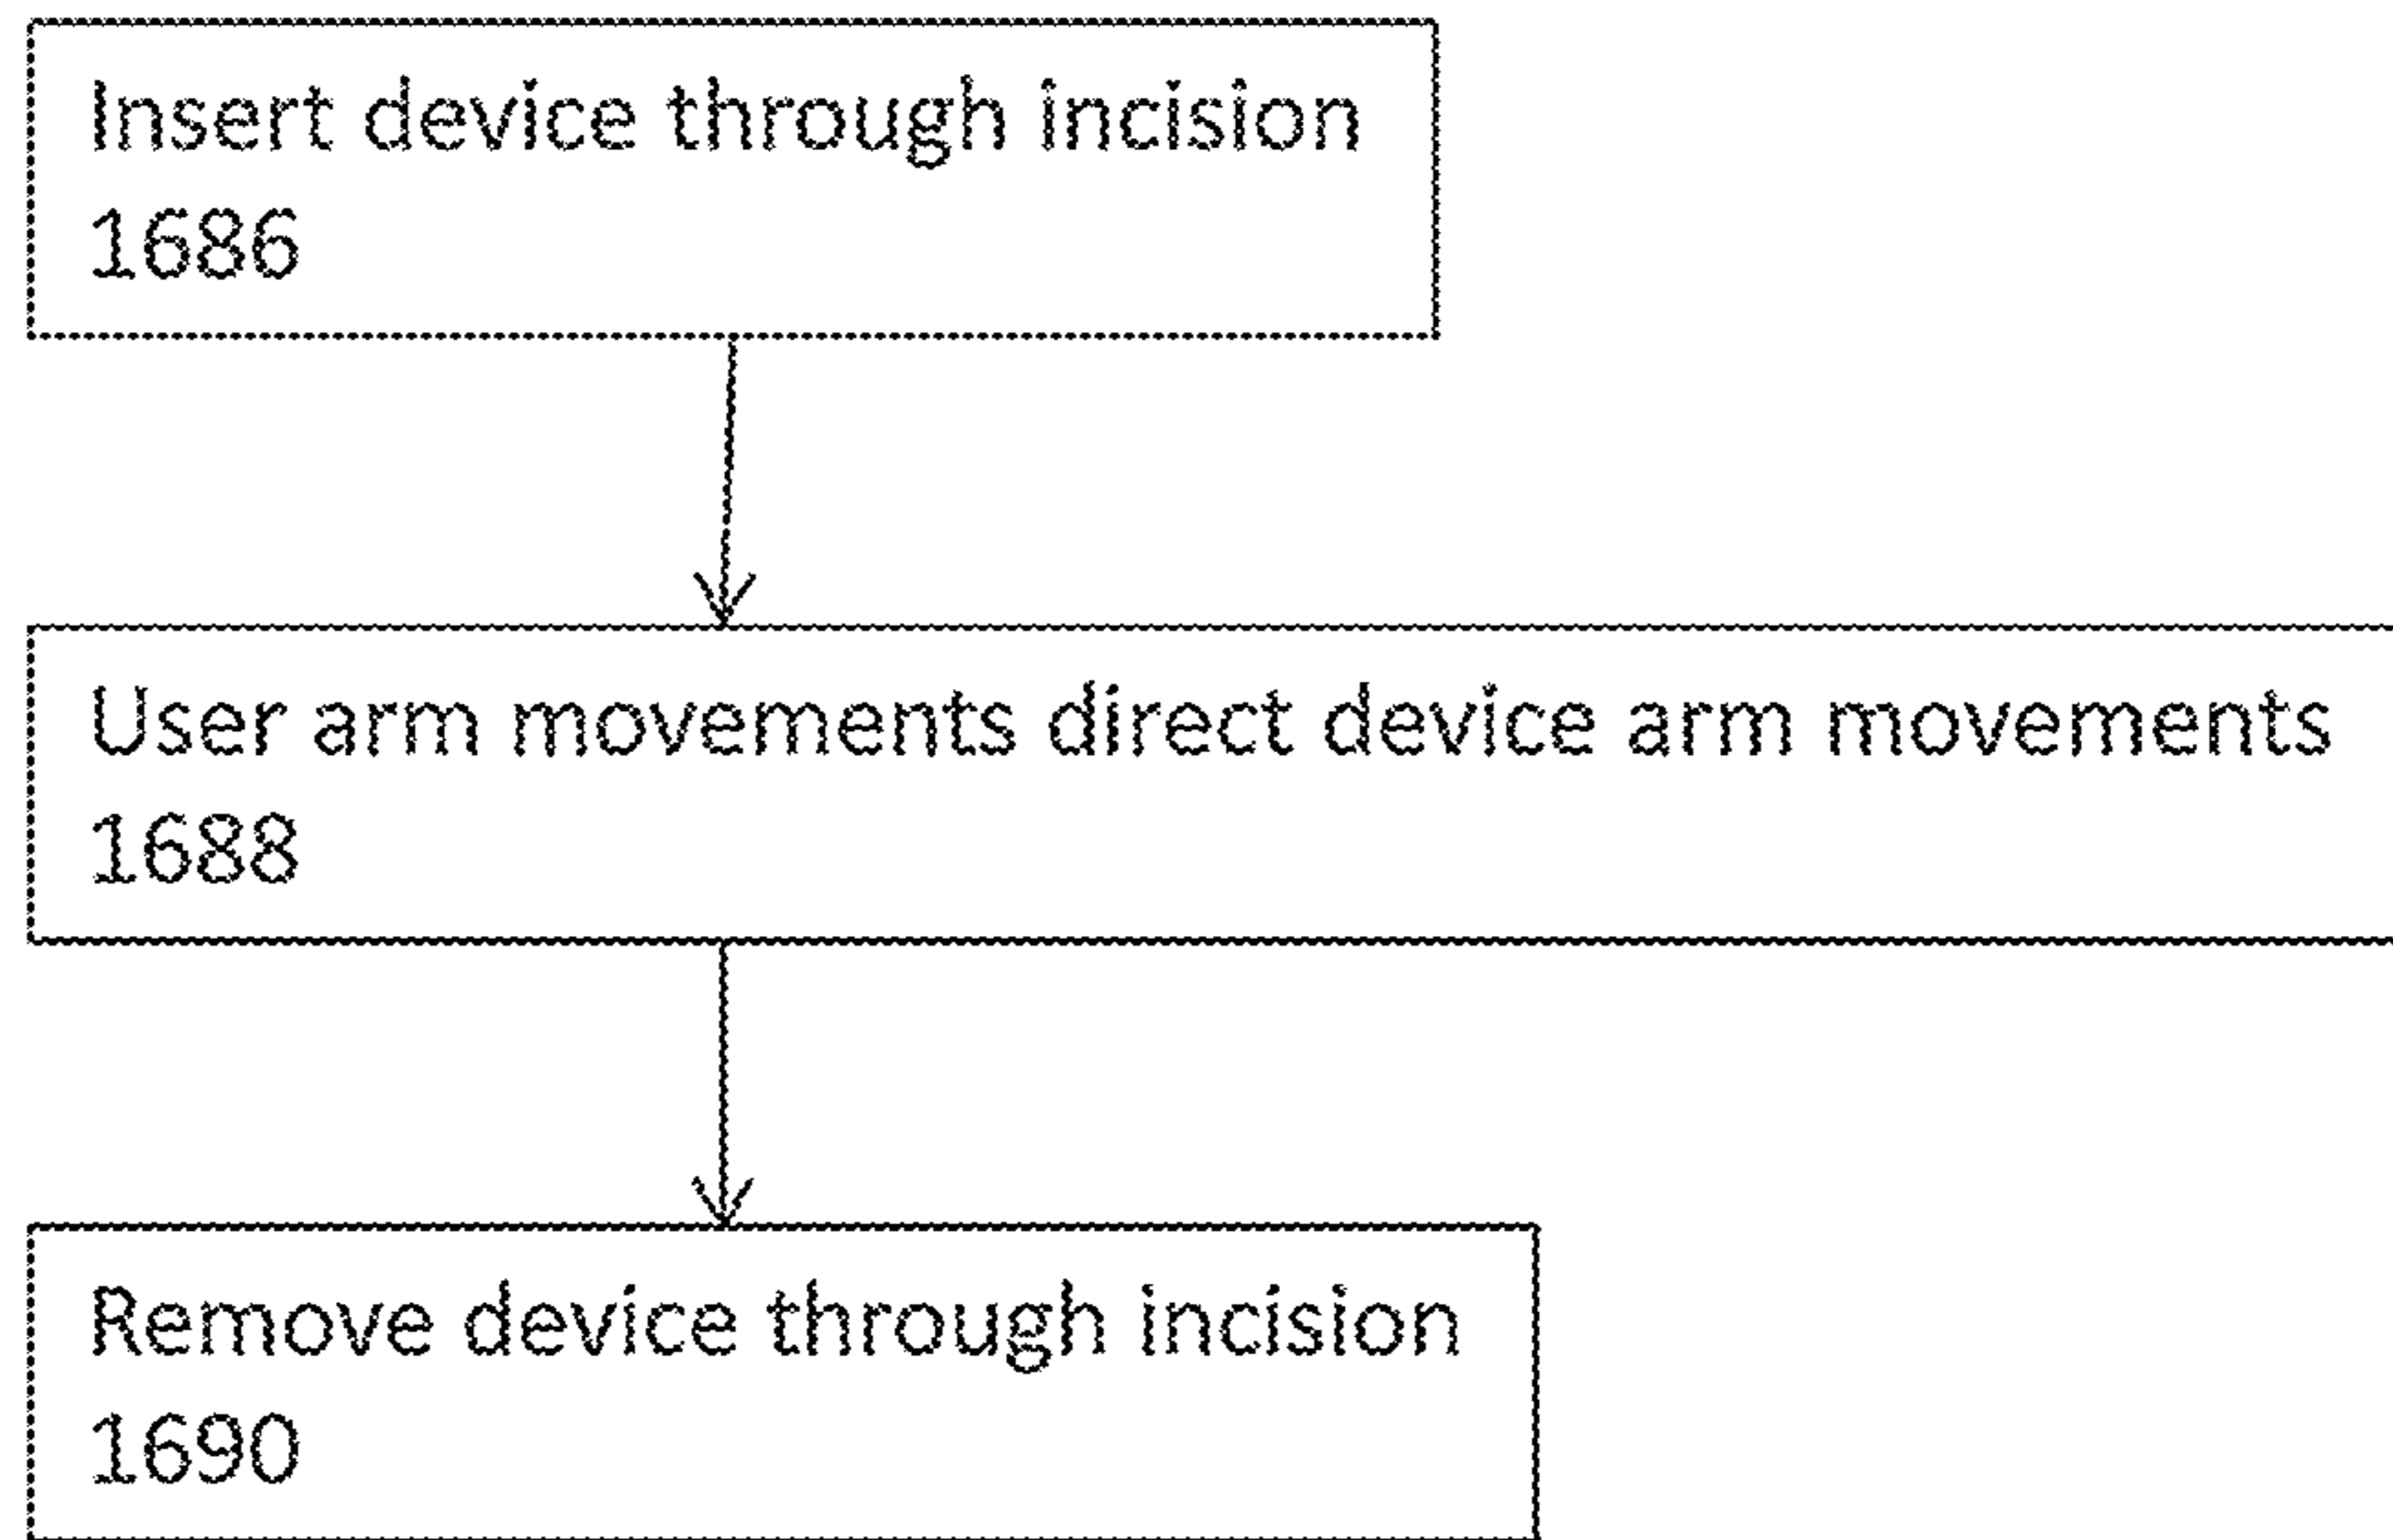 Insert device through incision
1686
User arm movements direct device arm movements
1688
Remove device through incision
1690